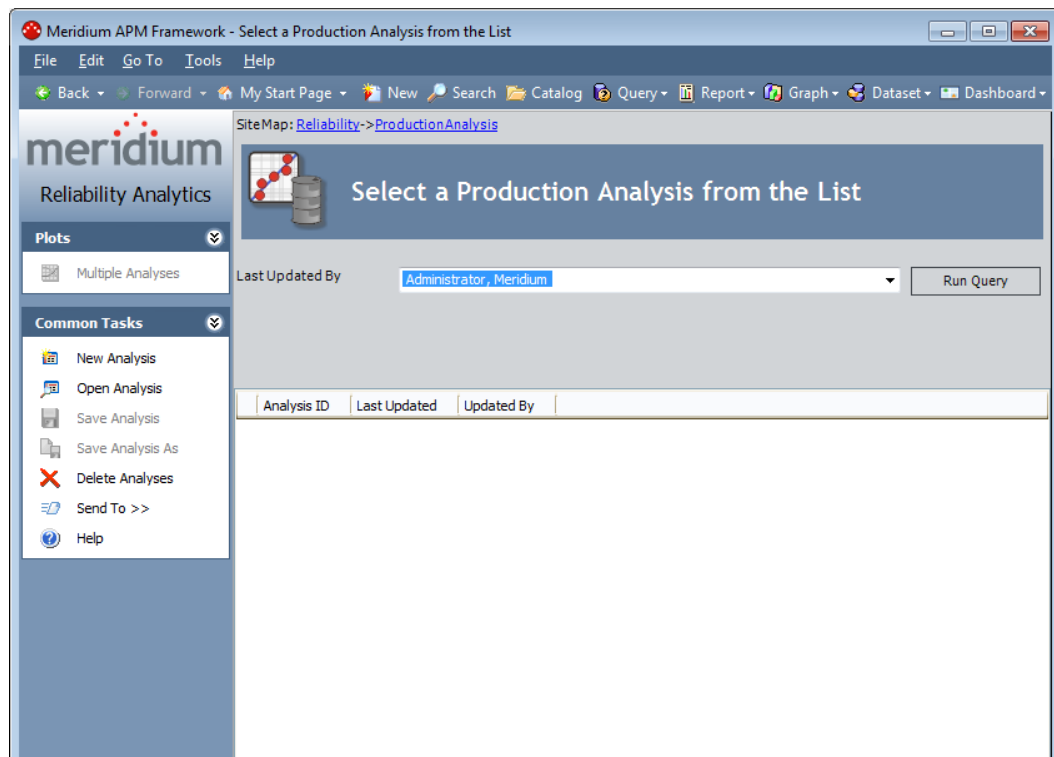 Meridium APM Framework - Select a Production Analysis from the List
File Edit Go To Tools Help
Back Forward My Start Page New Search Catalog Query Report Graph Dataset Dashboard
meridium
Reliability Analytics
Plots
Multiple Analyses
Common Tasks
New Analysis
Open Analysis
Save Analysis
Save Analysis As
Delete Analyses
Send To >>
Help
SiteMap: Reliability->ProductionAnalysis
Select a Production Analysis from the List
Last Updated By Administrator, Meridium Run Query
Analysis ID Last Updated Updated By